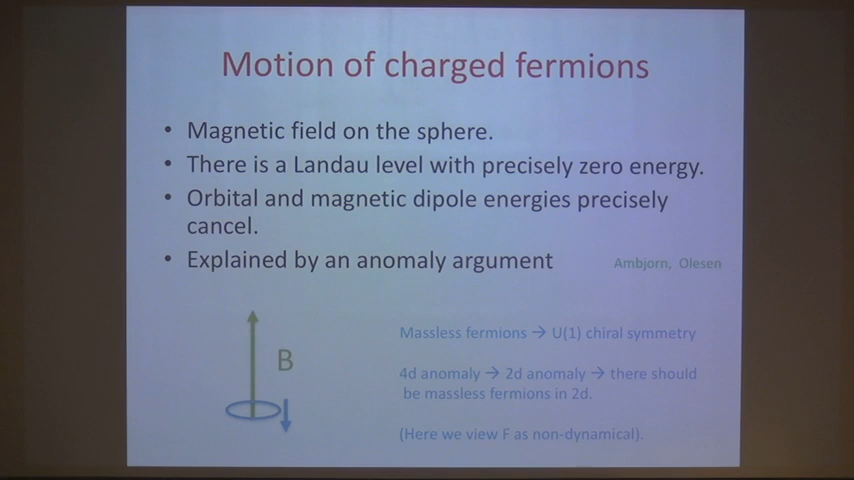 Motion of charged fermions
• Magnetic field on the sphere.
• There is a Landau level with precisely zero energy.
• Orbital and magnetic dipole energies precisely
cancel.
• Explained by an anomaly argument
Ambjorn, Olesen
B
Massless fermions → U(1) chiral symmetry
4d anomaly → 2d anomaly → there should
be massless fermions in 2d.
(Here we view F as non-dynamical).